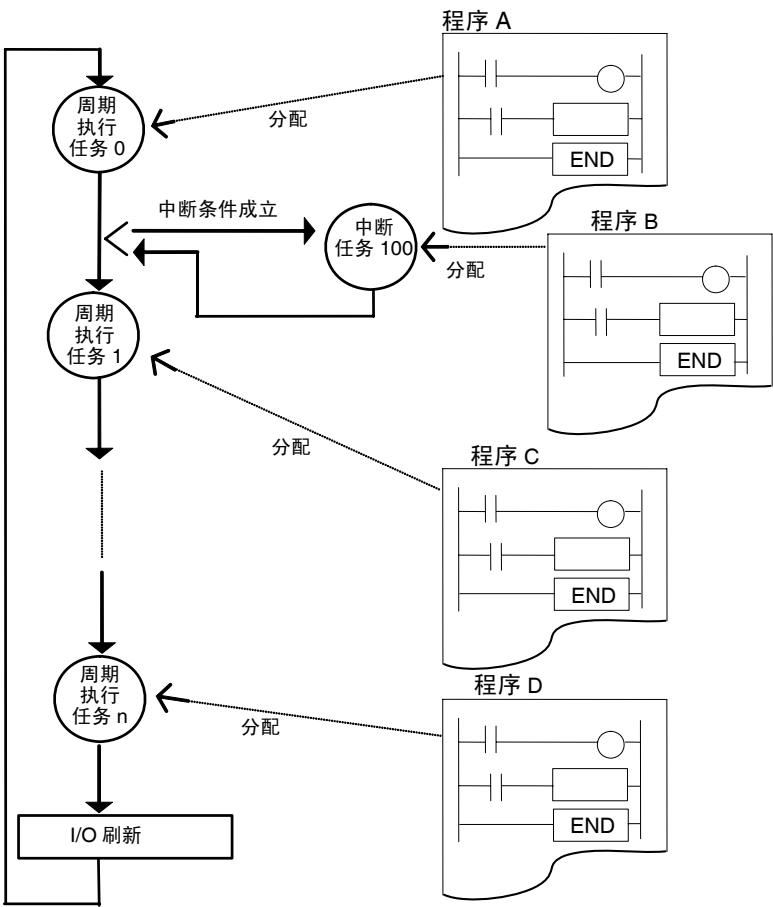 程序 A
周期
执行
任务 0
分配
END
中断条件成立
中断
任务 100
程序 B
分配
END
周期
执行
任务 1
分配
程序 C
END
周期
执行
任务 n
分配
程序 D
END
I/O 刷新